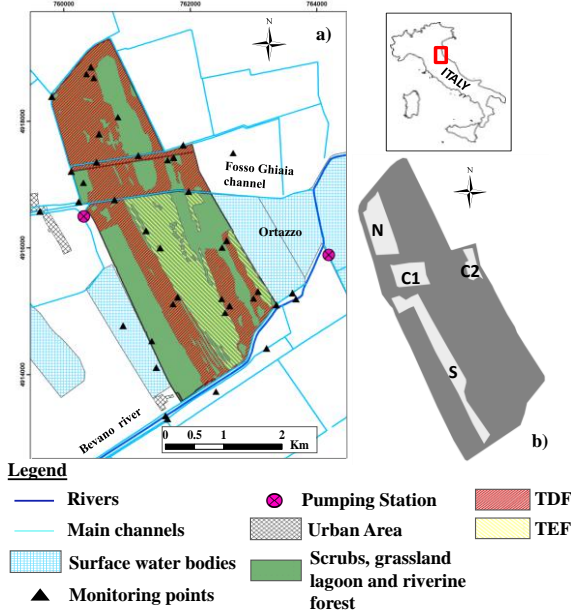 760000 762000 764000
N
a)
4918000
Fosso Ghiaia
channel
Ortazzo
4916000
4914000
Bevano river
0 0.5 1 2
Km
ITALY
N
C1
C2
S
b)
Legend
Rivers
Main channels
Surface water bodies
Monitoring points
Pumping Station
Urban Area
Scrubs, grassland
lagoon and riverine
forest
TDF
TEF